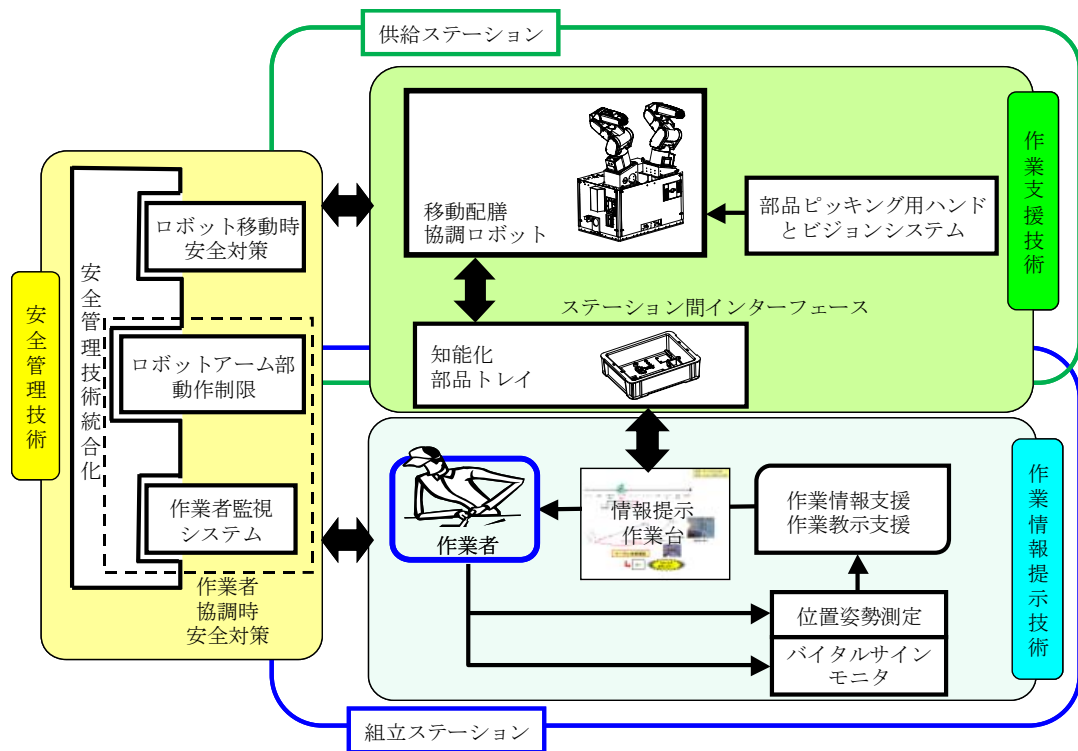 供給ステーション
移動配膳
協調ロボット
部品ピッキング用ハンド
とビジョンシステム
作業支援技術
ステーション間インターフェース
知能化
部品トレイ
安全管理技術
安全管理技術統合化
ロボット移動時
安全対策
ロボットアーム部
動作制限
作業者監視
システム
作業者
協調時
安全対策
作業者
情報提示
作業台
作業情報支援
作業教示支援
位置姿勢測定
バイタルサイン
モニタ
作業情報提示技術
組立ステーション